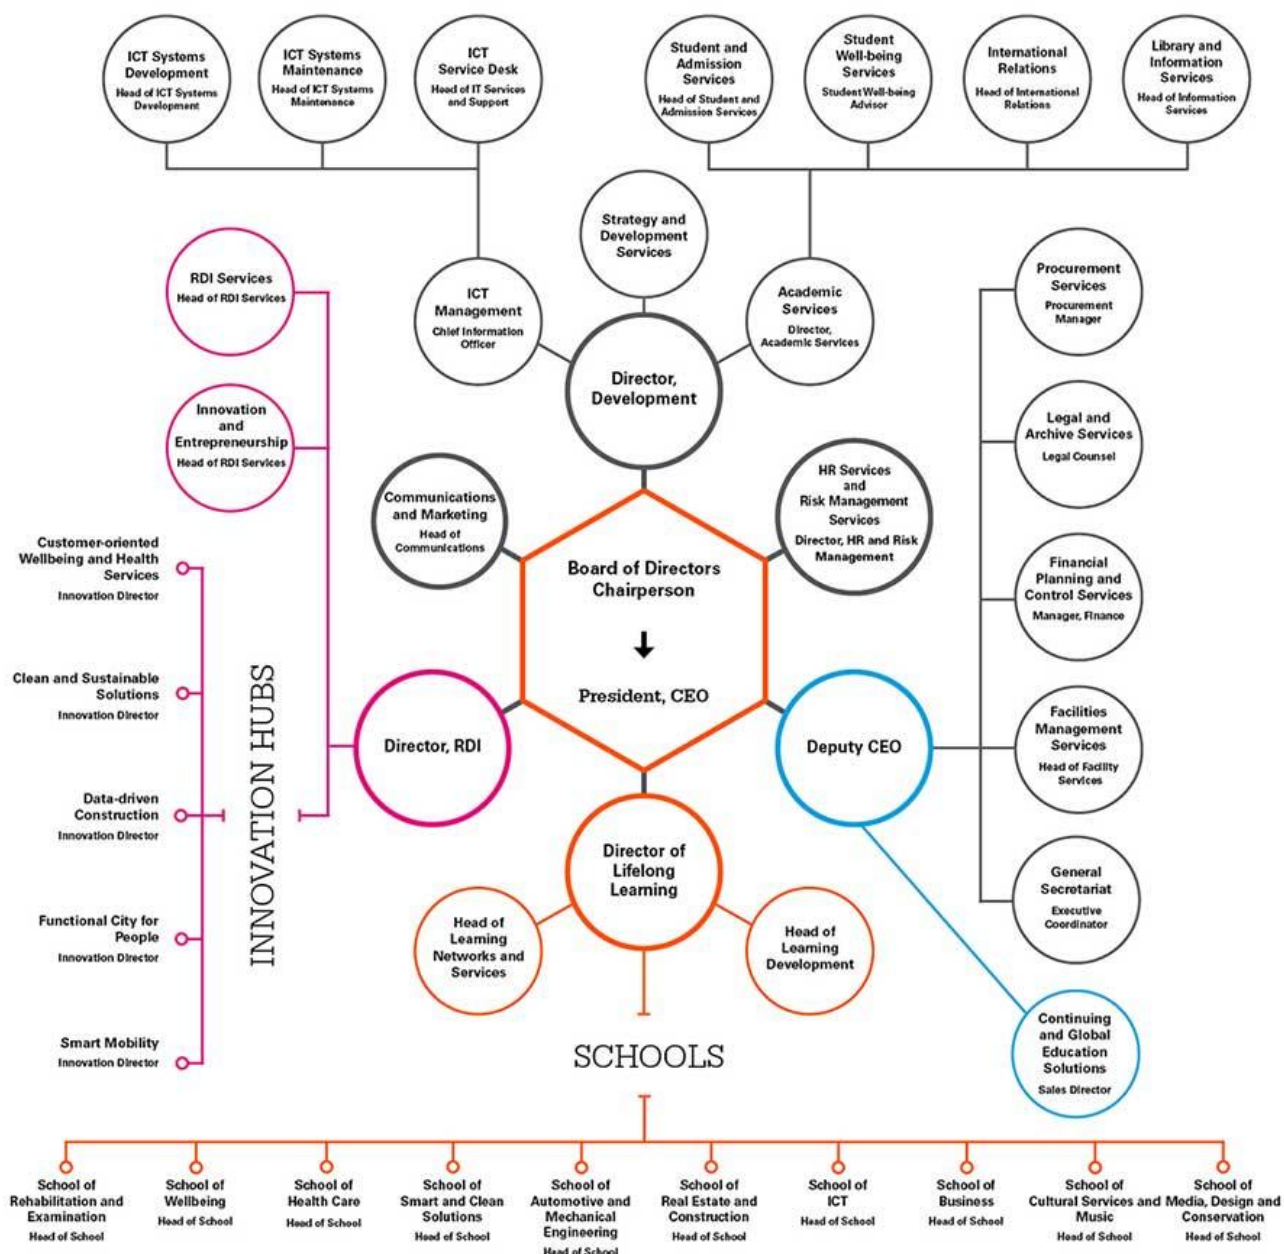 ICT Systems
Development
Head of ICT Systems
Development
ICT Systems
Maintenance
Head of ICT Systems
Maintenance
ICT
Service Desk
Head of IT Services
and Support
Student and
Admission
Services
Head of Student and
Admission Services
Student
Well-being
Services
Student Well-being
Advisor
International
Relations
Head of International
Relations
Library and
Information
Services
Head of Information
Services
Strategy and
Development
Services
RDI Services
Head of RDI Services
ICT
Management
Chief Information
Officer
Academic
Services
Director,
Academic Services
Procurement
Services
Procurement
Manager
Director,
Development
Innovation
and
Entrepreneurship
Head of RDI Services
Legal and
Archive Services
Legal Counsel
Communications
and Marketing
Head of
Communications
HR Services
and
Risk Management
Services
Director, HR and Risk
Management
Financial
Planning and
Control Services
Manager, Finance
Board of Directors
Chairperson
President, CEO
Customer-oriented
Wellbeing and Health
Services
Innovation Director
Clean and Sustainable
Solutions
Innovation Director
Data-driven
Construction
Innovation Director
Functional City for
People
Innovation Director
Smart Mobility
Innovation Director
INNOVATION HUBS
Director, RDI
Deputy CEO
Facilities
Management
Services
Head of Facility
Services
Director of
Lifelong
Learning
General
Secretariat
Executive
Coordinator
Head of
Learning
Networks and
Services
Head of
Learning
Development
Continuing
and Global
Education
Solutions
Sales Director
SCHOOLS
School of
Rehabilitation and
Examination
Head of School
School of
Wellbeing
Head of School
School of
Health Care
Head of School
School of
Smart and Clean
Solutions
Head of School
School of
Automotive and
Mechanical
Engineering
Head of School
School of
Real Estate and
Construction
Head of School
School of
ICT
Head of School
School of
Business
Head of School
School of
Cultural Services and
Music
Head of School
School of
Media, Design and
Conservation
Head of School